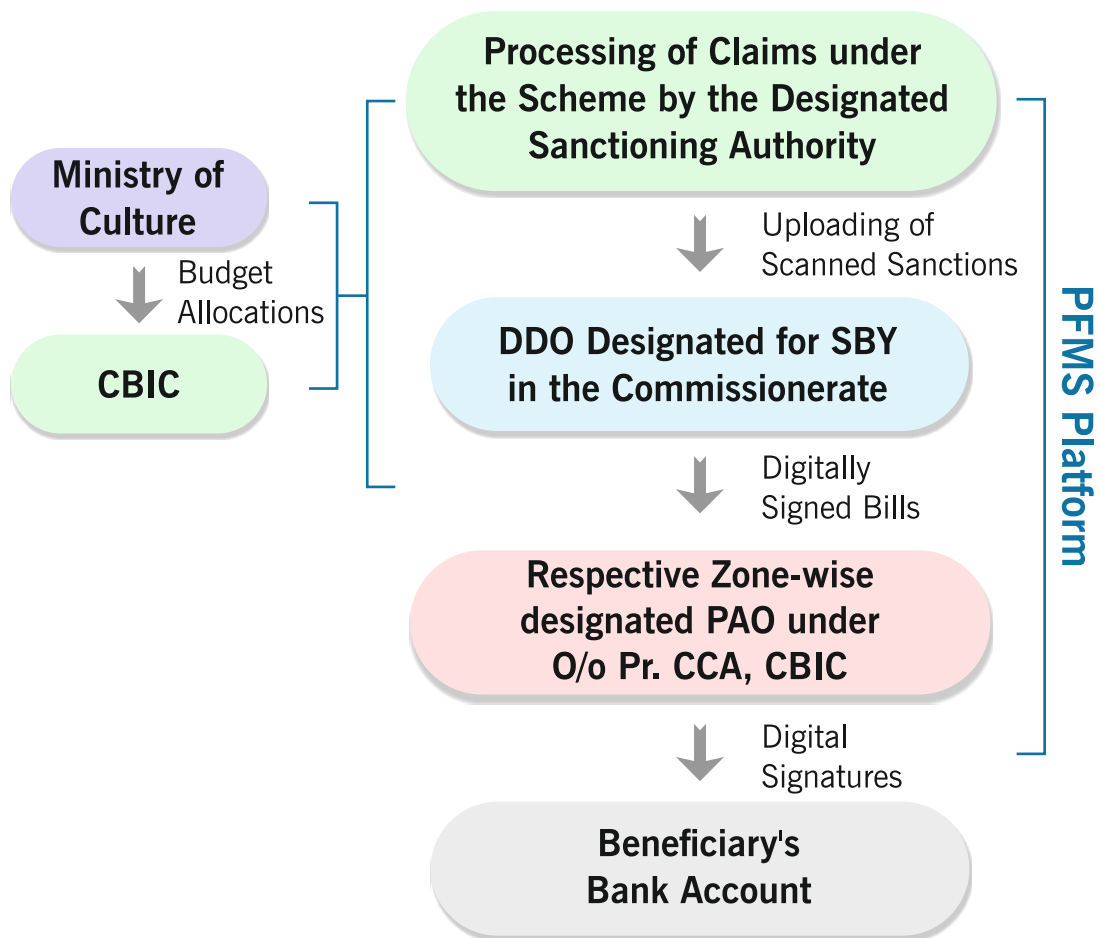 Ministry of
Culture
Budget
Allocations
CBIC
Processing of Claims under
the Scheme by the Designated
Sanctioning Authority
Uploading of
Scanned Sanctions
DDO Designated for SBY
in the Commissionerate
Digitally
Signed Bills
Respective Zone-wise
designated PAO under
O/o Pr. CCA, CBIC
Digital
Signatures
Beneficiary's
Bank Account
PFMS Platform